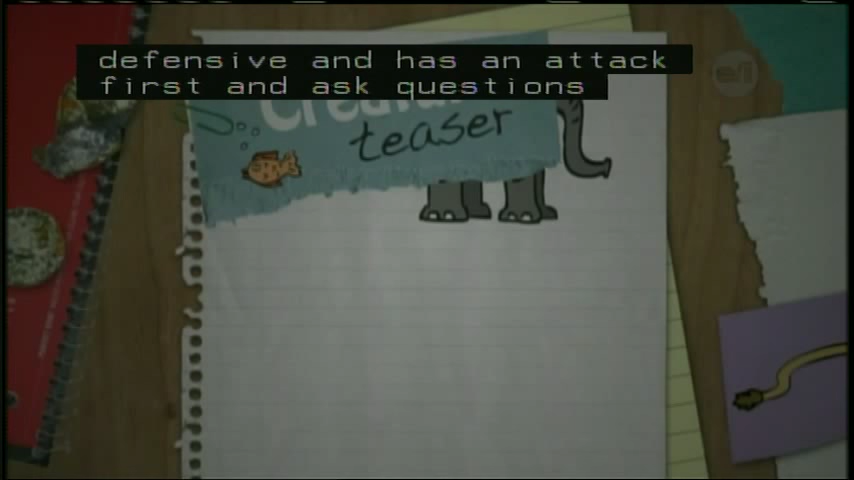 defensive and has an attack
first and ask questions
teaser
e/i